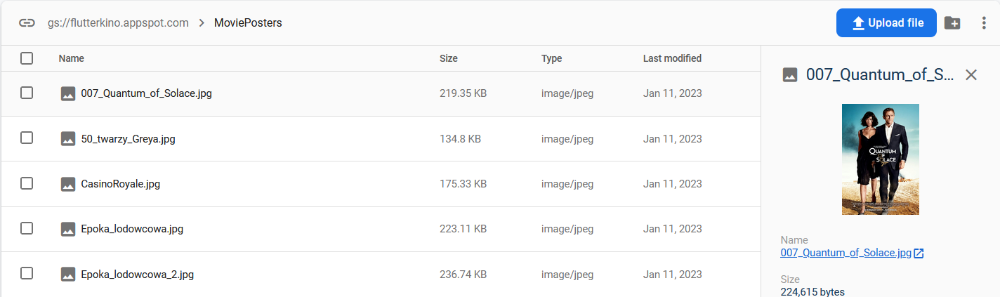 gs://flutterkino.appspot.com > MoviePosters
Upload file
Name Size Type Last modified
007_Quantum_of_Solace.jpg 219.35 KB image/jpeg Jan 11, 2023
50_twarzy_Greya.jpg 134.8 KB image/jpeg Jan 11, 2023
CasinoRoyale.jpg 175.33 KB image/jpeg Jan 11, 2023
Epoka_lodowcowa.jpg 223.11 KB image/jpeg Jan 11, 2023
Epoka_lodowcowa_2.jpg 236.74 KB image/jpeg Jan 11, 2023
007_Quantum_of_S...
QUANTUM
OF
SOLACE
Name
007_Quantum_of_Solace.jpg
Size
224,615 bytes